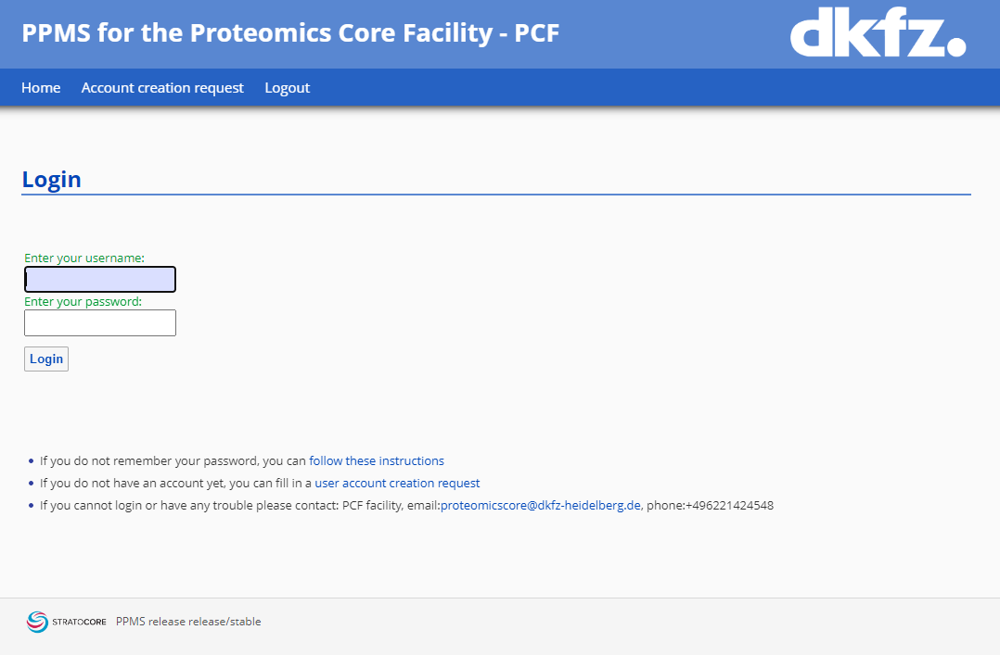 PPMS for the Proteomics Core Facility - PCF
dkfz.
Home Account creation request Logout
Login
Enter your username:
Enter your password:
Login
If you do not remember your password, you can follow these instructions
If you do not have an account yet, you can fill in a user account creation request
If you cannot login or have any trouble please contact: PCF facility, email:proteomicscore@dkfz-heidelberg.de, phone:+496221424548
STRATOCORE PPMS release release/stable